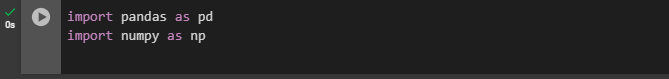 import pandas as pd
0s
import numpy as np